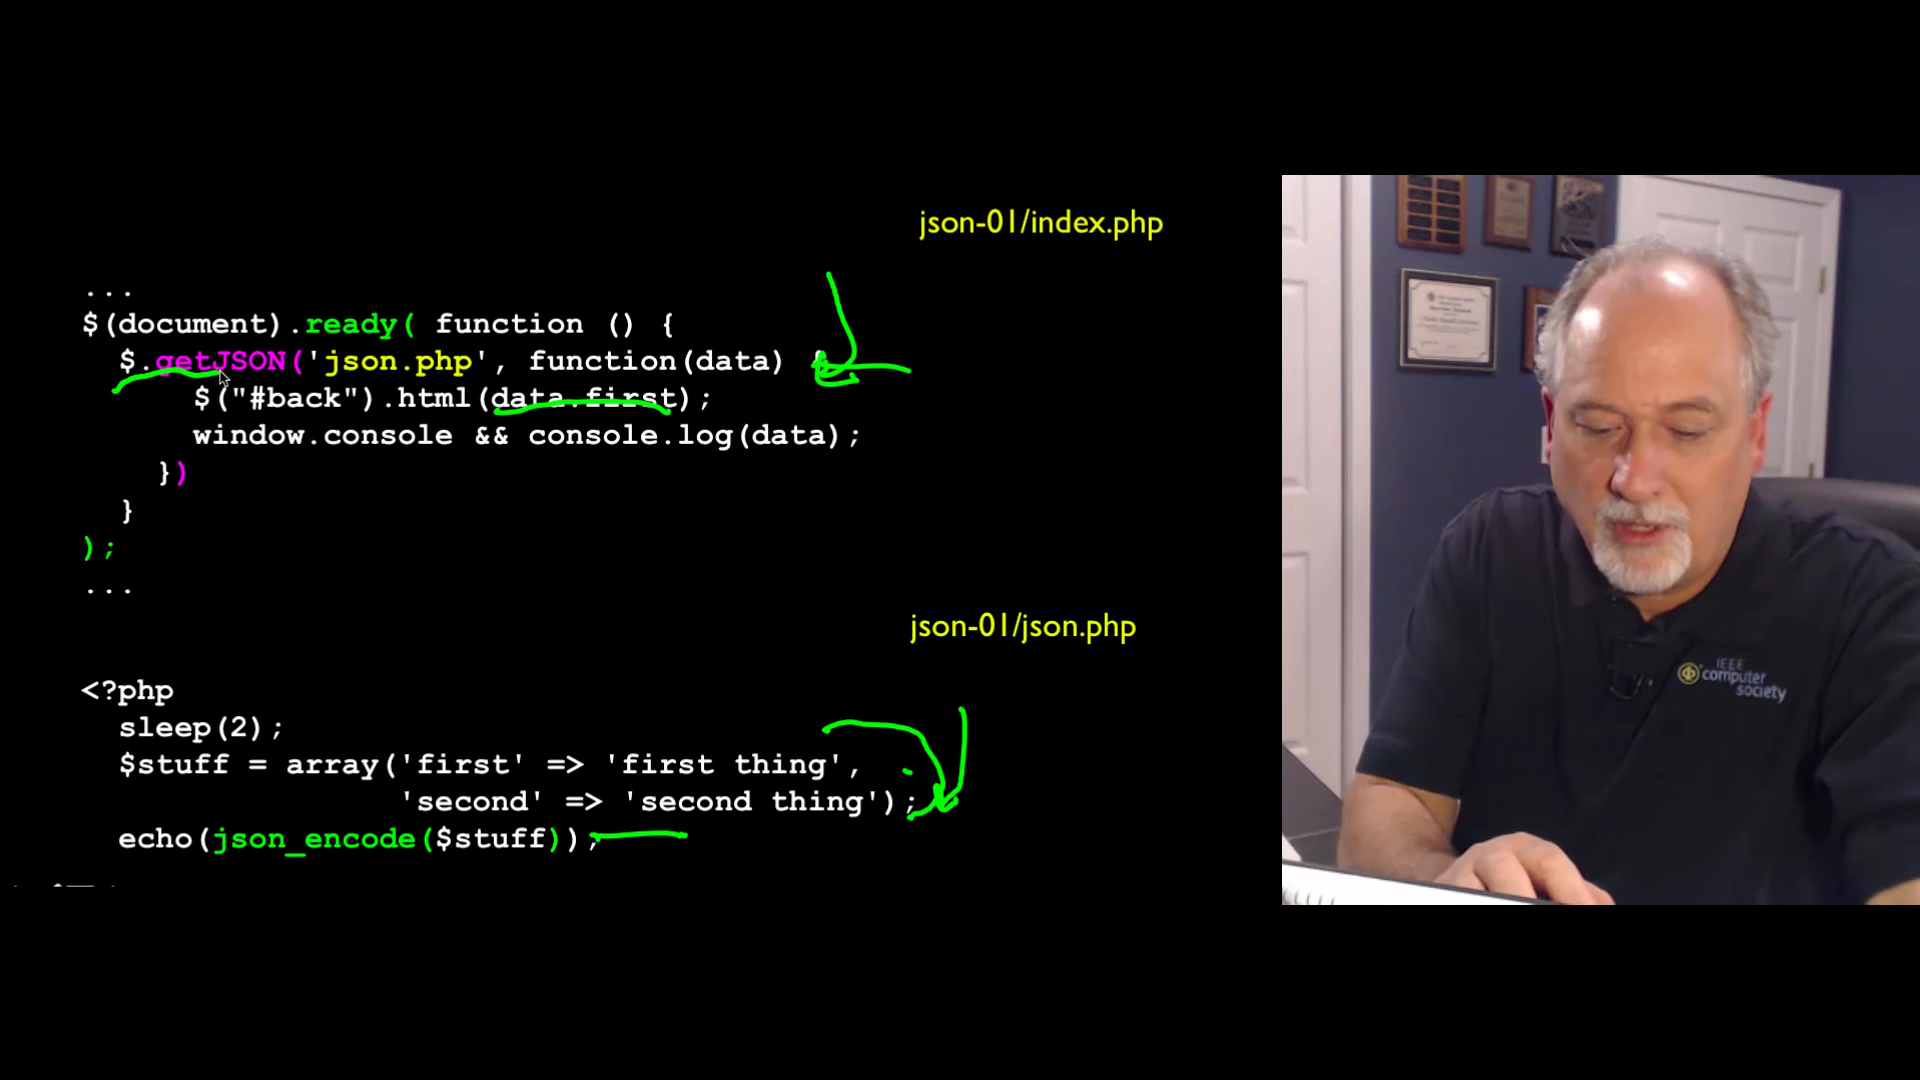 json-01/index.php
...
$(document).ready( function () {
$.getJSON('json.php', function(data) {
$("#back").html(data.first);
window.console && console.log(data);
})
}
);
...
json-01/json.php
<?php
sleep(2);
$stuff = array('first' => 'first thing',
'second' => 'second thing');
echo(json_encode($stuff));
IEEE
computer
society